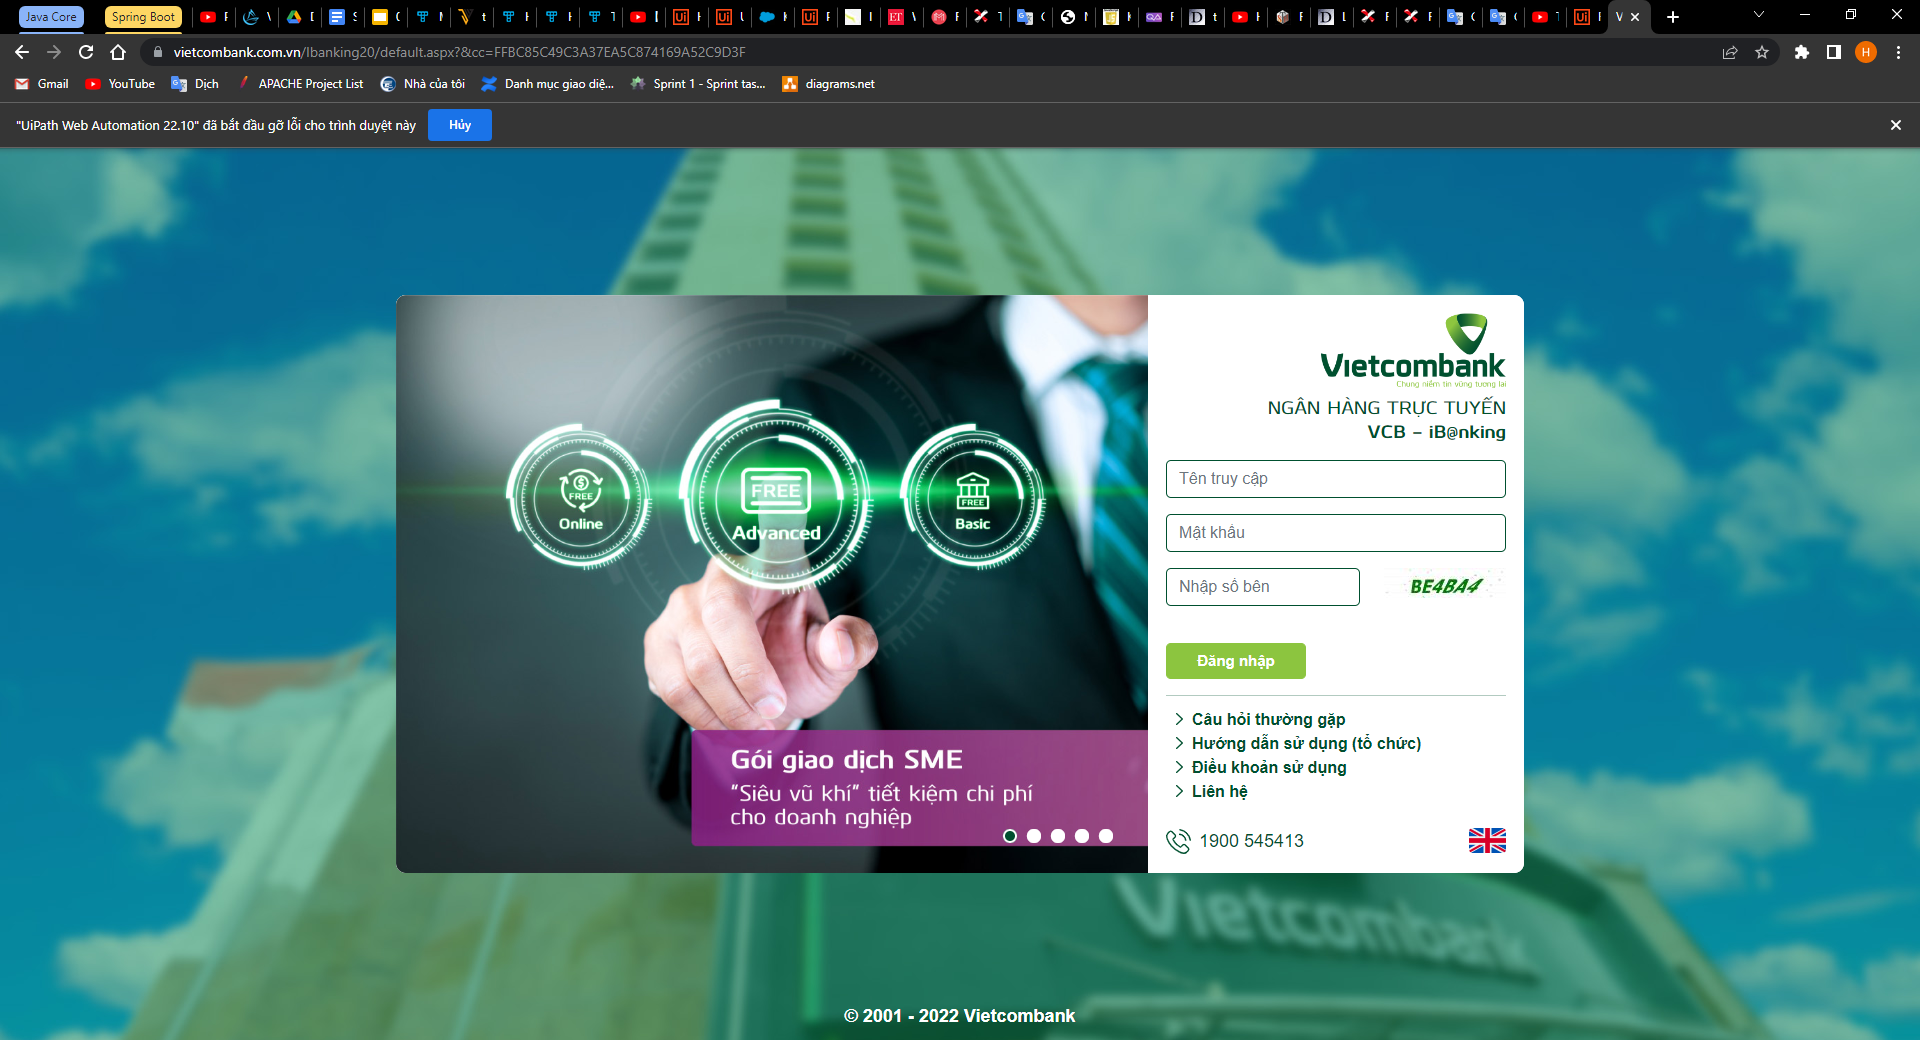 Java Core
Spring Boot
vietcombank.com.vn/Ibanking20/default.aspx?&cc=FFBC85C49C3A37EA5C874169A52C9D3F
Gmail
YouTube
Dịch
APACHE Project List
Nhà của tôi
Danh mục giao diệ...
Sprint 1 - Sprint tas...
diagrams.net
"UiPath Web Automation 22.10" đã bắt đầu gỡ lỗi cho trình duyệt này
Hủy
FREE
Online
FREE
Advanced
FREE
Basic
Gói giao dịch SME
"Siêu vũ khí" tiết kiệm chi phí
cho doanh nghiệp
Vietcombank
Chung niềm tin vững tương lai
NGÂN HÀNG TRỰC TUYẾN
VCB – iB@nking
Tên truy cập
Mật khẩu
Nhập số bên
BE4BA4
Đăng nhập
Câu hỏi thường gặp
Hướng dẫn sử dụng (tổ chức)
Điều khoản sử dụng
Liên hệ
1900 545413
Vietcombank
© 2001 - 2022 Vietcombank